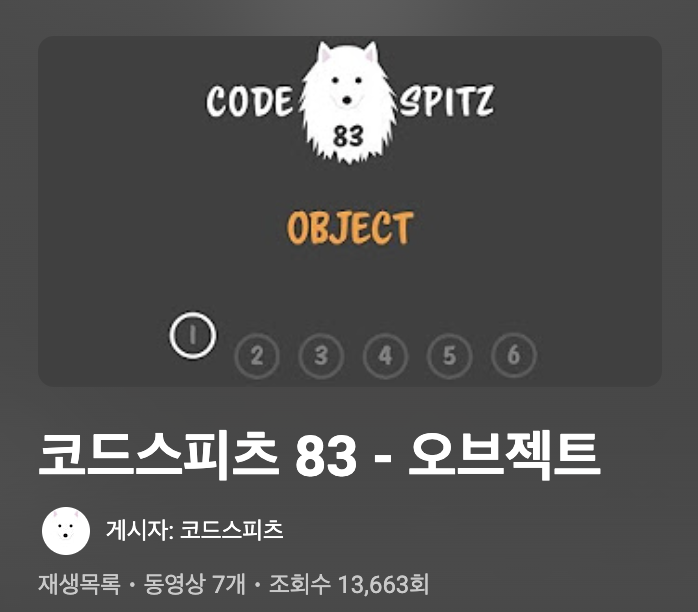 CODE SPITZ
83
OBJECT
1 2 3 4 5 6
코드스피츠 83 - 오브젝트
게시자: 코드스피츠
재생목록 • 동영상 7개 • 조회수 13,663회